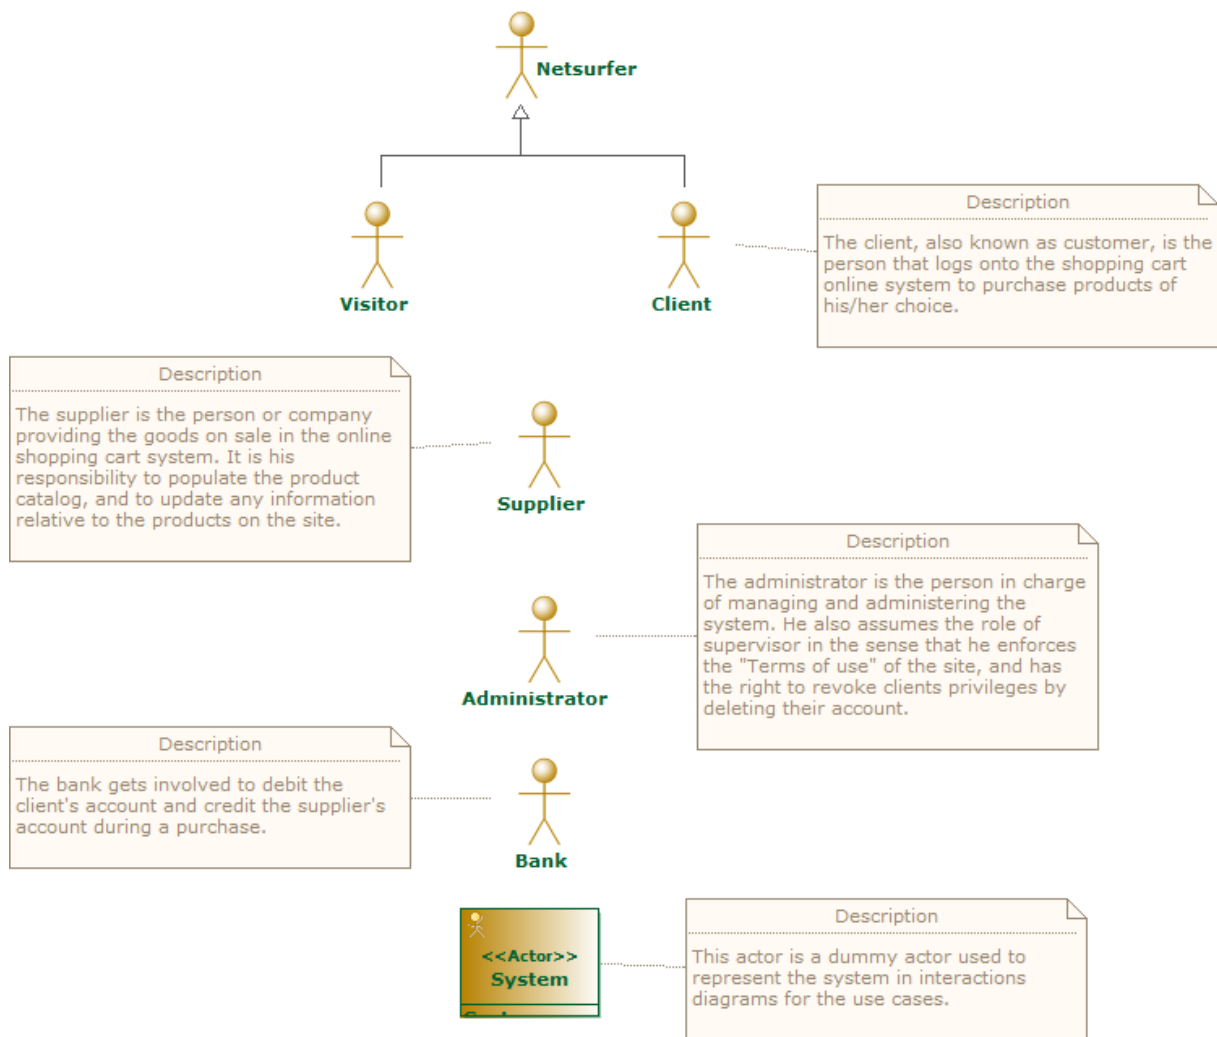 Netsurfer
Visitor
Client
Description
The client, also known as customer, is the
person that logs onto the shopping cart
online system to purchase products of
his/her choice.
Description
The supplier is the person or company
providing the goods on sale in the online
shopping cart system. It is his
responsibility to populate the product
catalog, and to update any information
relative to the products on the site.
Supplier
Description
The administrator is the person in charge
of managing and administering the
system. He also assumes the role of
supervisor in the sense that he enforces
the "Terms of use" of the site, and has
the right to revoke clients privileges by
deleting their account.
Administrator
Description
The bank gets involved to debit the
client's account and credit the supplier's
account during a purchase.
Bank
<<Actor>>
System
Description
This actor is a dummy actor used to
represent the system in interactions
diagrams for the use cases.